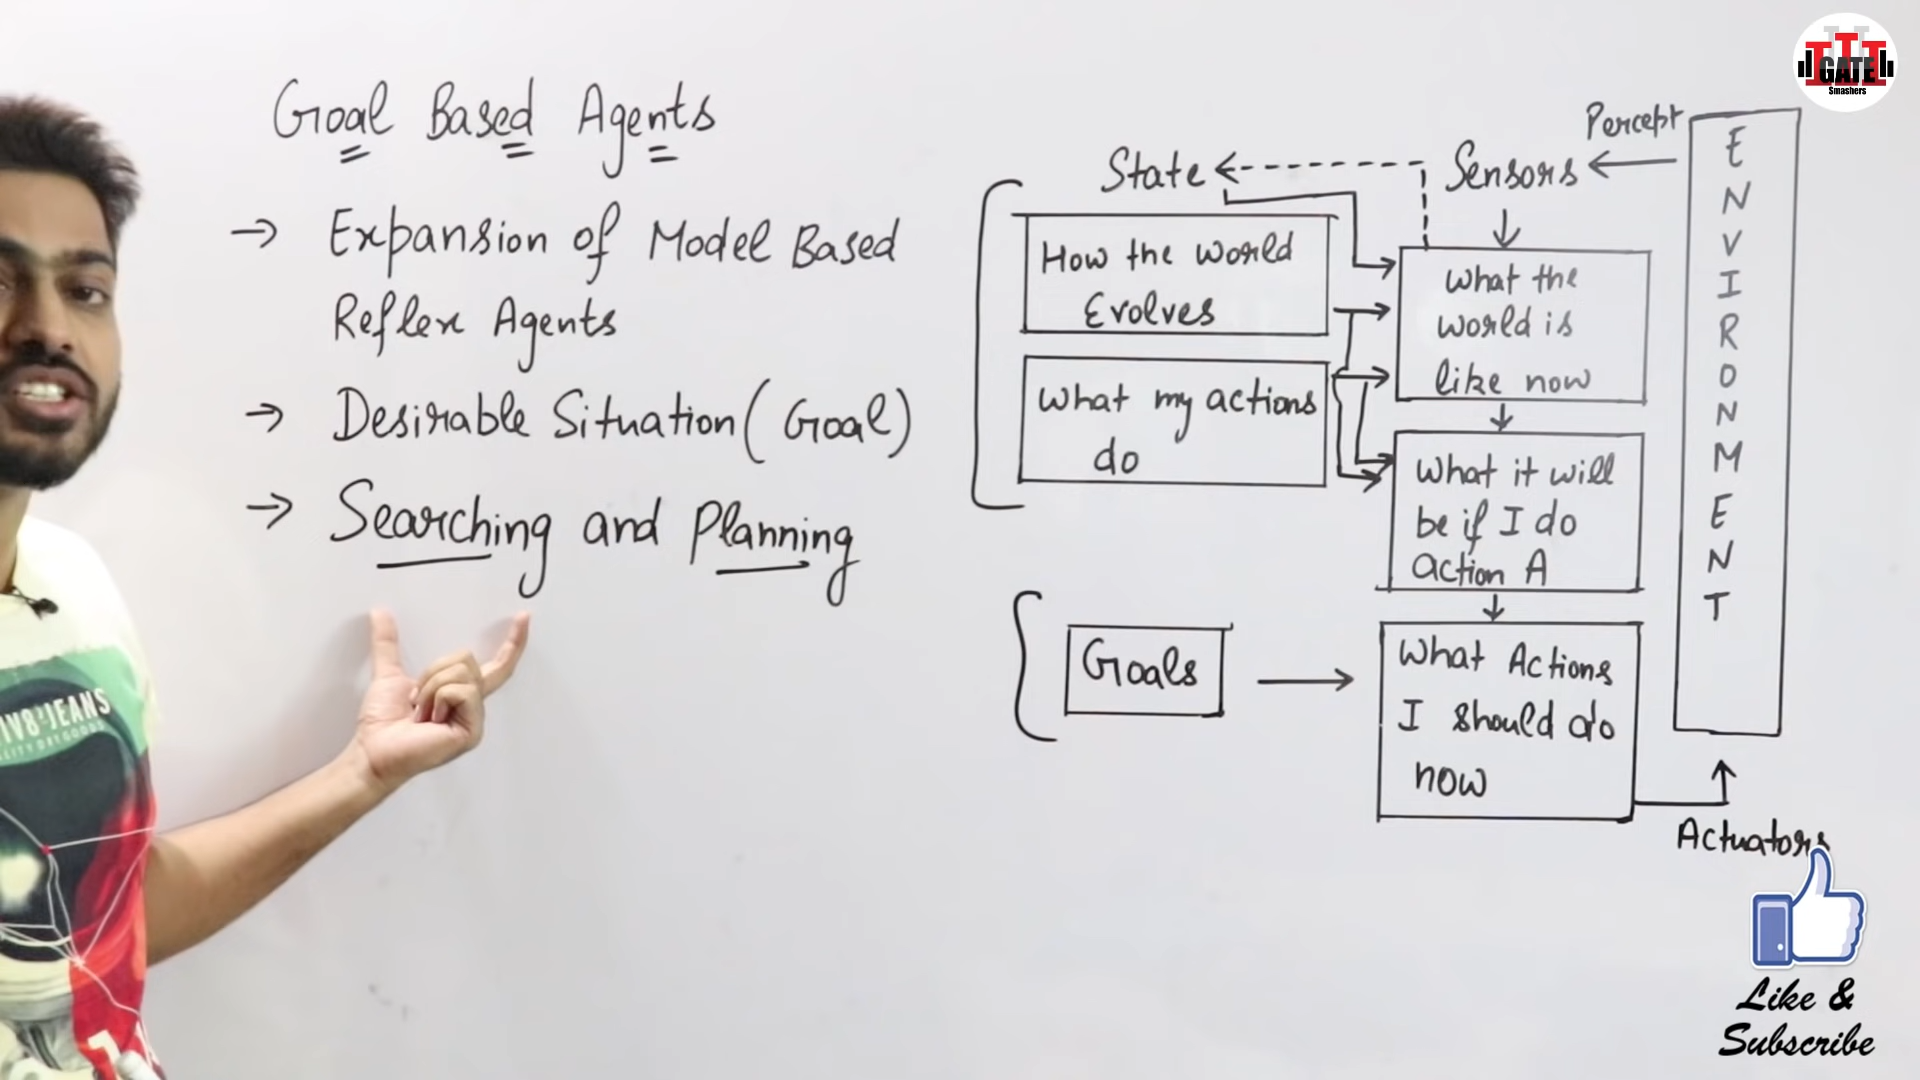 Goal Based Agents
→ Expansion of Model Based
Reflex Agents
→ Desirable Situation (Goal)
→ Searching and Planning
State
Sensors
Percept
How the world
Evolves
What my actions
do
What the
world is
like now
What it will
be if I do
action A
Goals
What Actions
I should do
now
ENVIRONMENT
Actuators
GATE
Smashers
Like &
Subscribe